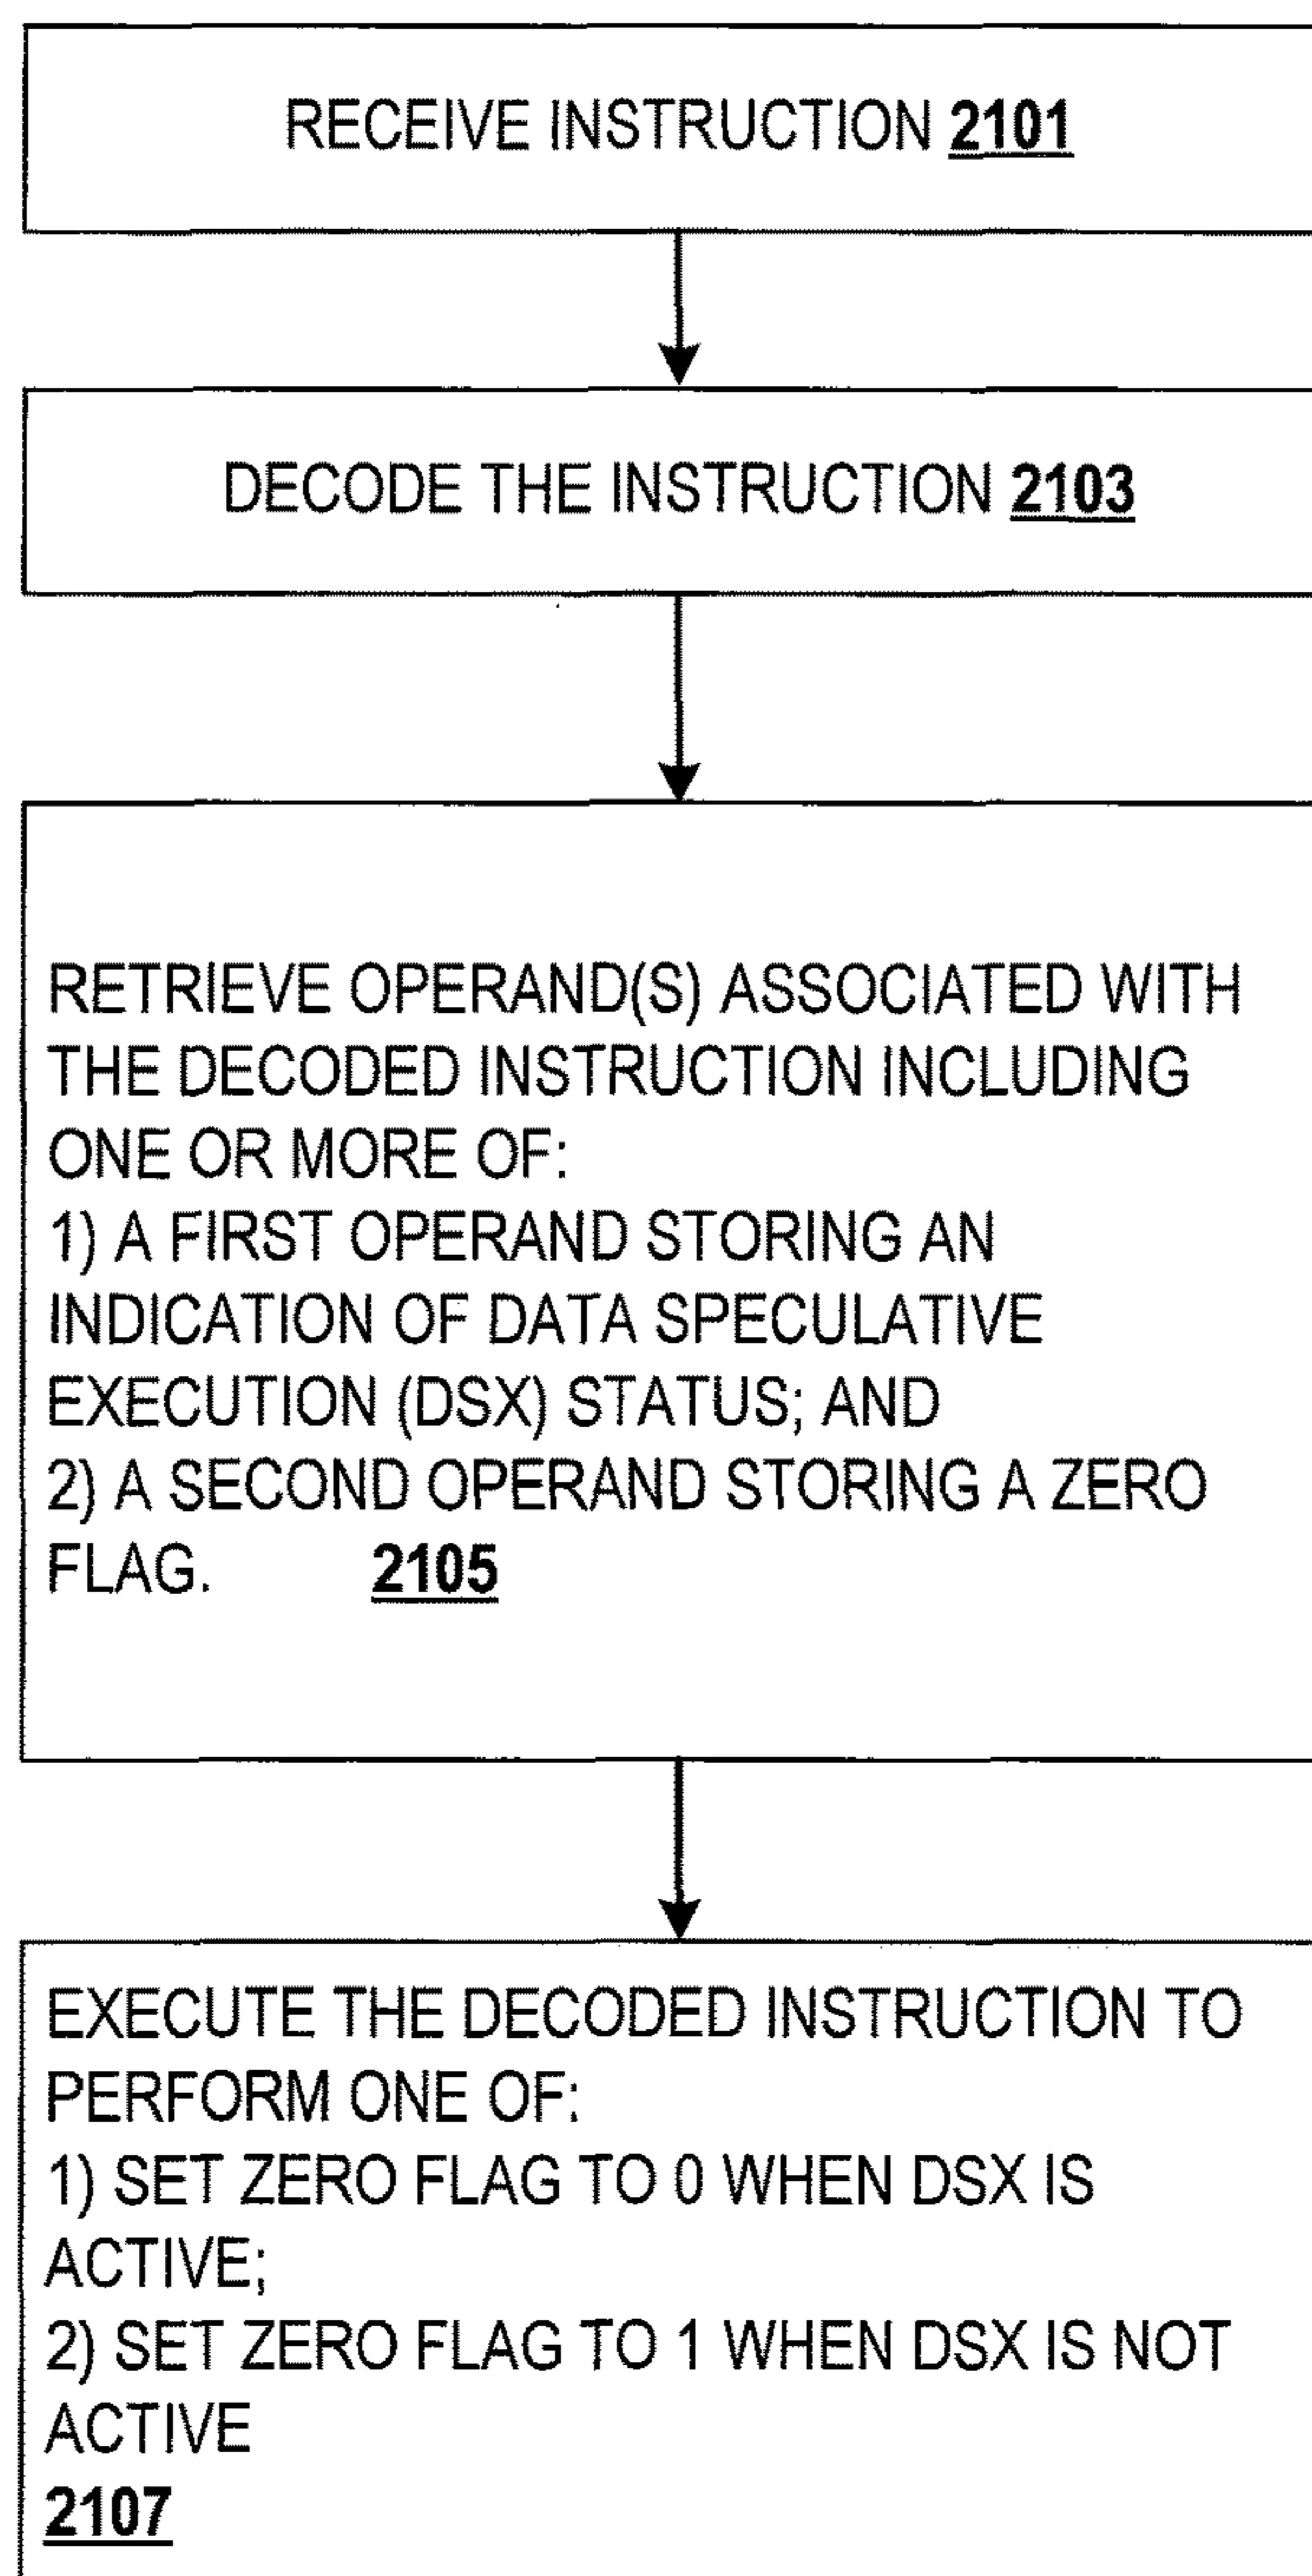 RECEIVE INSTRUCTION 2101
DECODE THE INSTRUCTION 2103
RETRIEVE OPERAND(S) ASSOCIATED WITH
THE DECODED INSTRUCTION INCLUDING
ONE OR MORE OF:
1) A FIRST OPERAND STORING AN
INDICATION OF DATA SPECULATIVE
EXECUTION (DSX) STATUS; AND
2) A SECOND OPERAND STORING A ZERO
FLAG. 2105
EXECUTE THE DECODED INSTRUCTION TO
PERFORM ONE OF:
1) SET ZERO FLAG TO 0 WHEN DSX IS
ACTIVE;
2) SET ZERO FLAG TO 1 WHEN DSX IS NOT
ACTIVE
2107